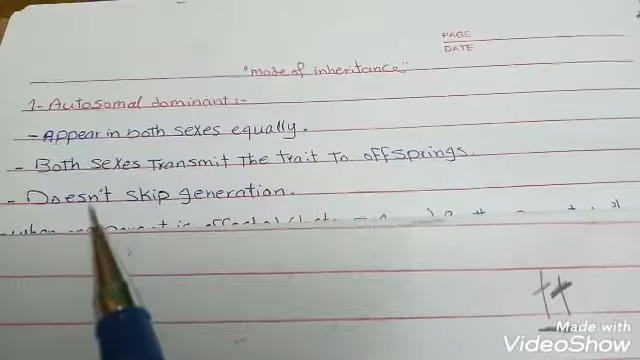 PAGE
DATE
"mode of inheritance"
1- Autosomal dominant:-
- Appear in both sexes equally.
- Both sexes Transmit The trait To offsprings.
- Doesn't skip generation.
Made with
VideoShow